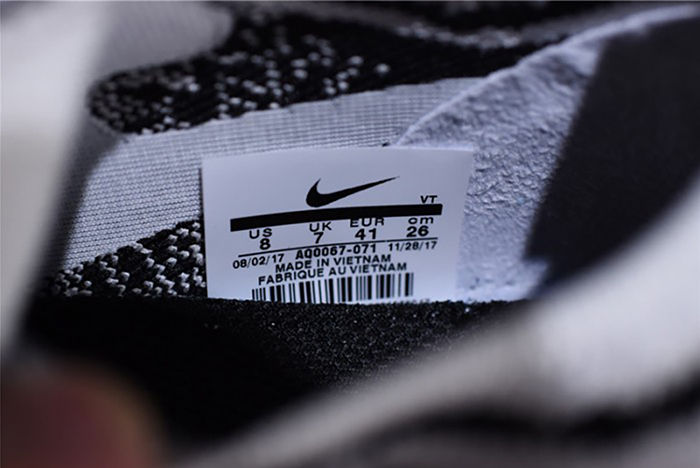 VT
US UK EUR cm
8 7 41 26
08/02/17 AQ0067-071 11/28/17
MADE IN VIETNAM
FABRIQUE AU VIETNAM